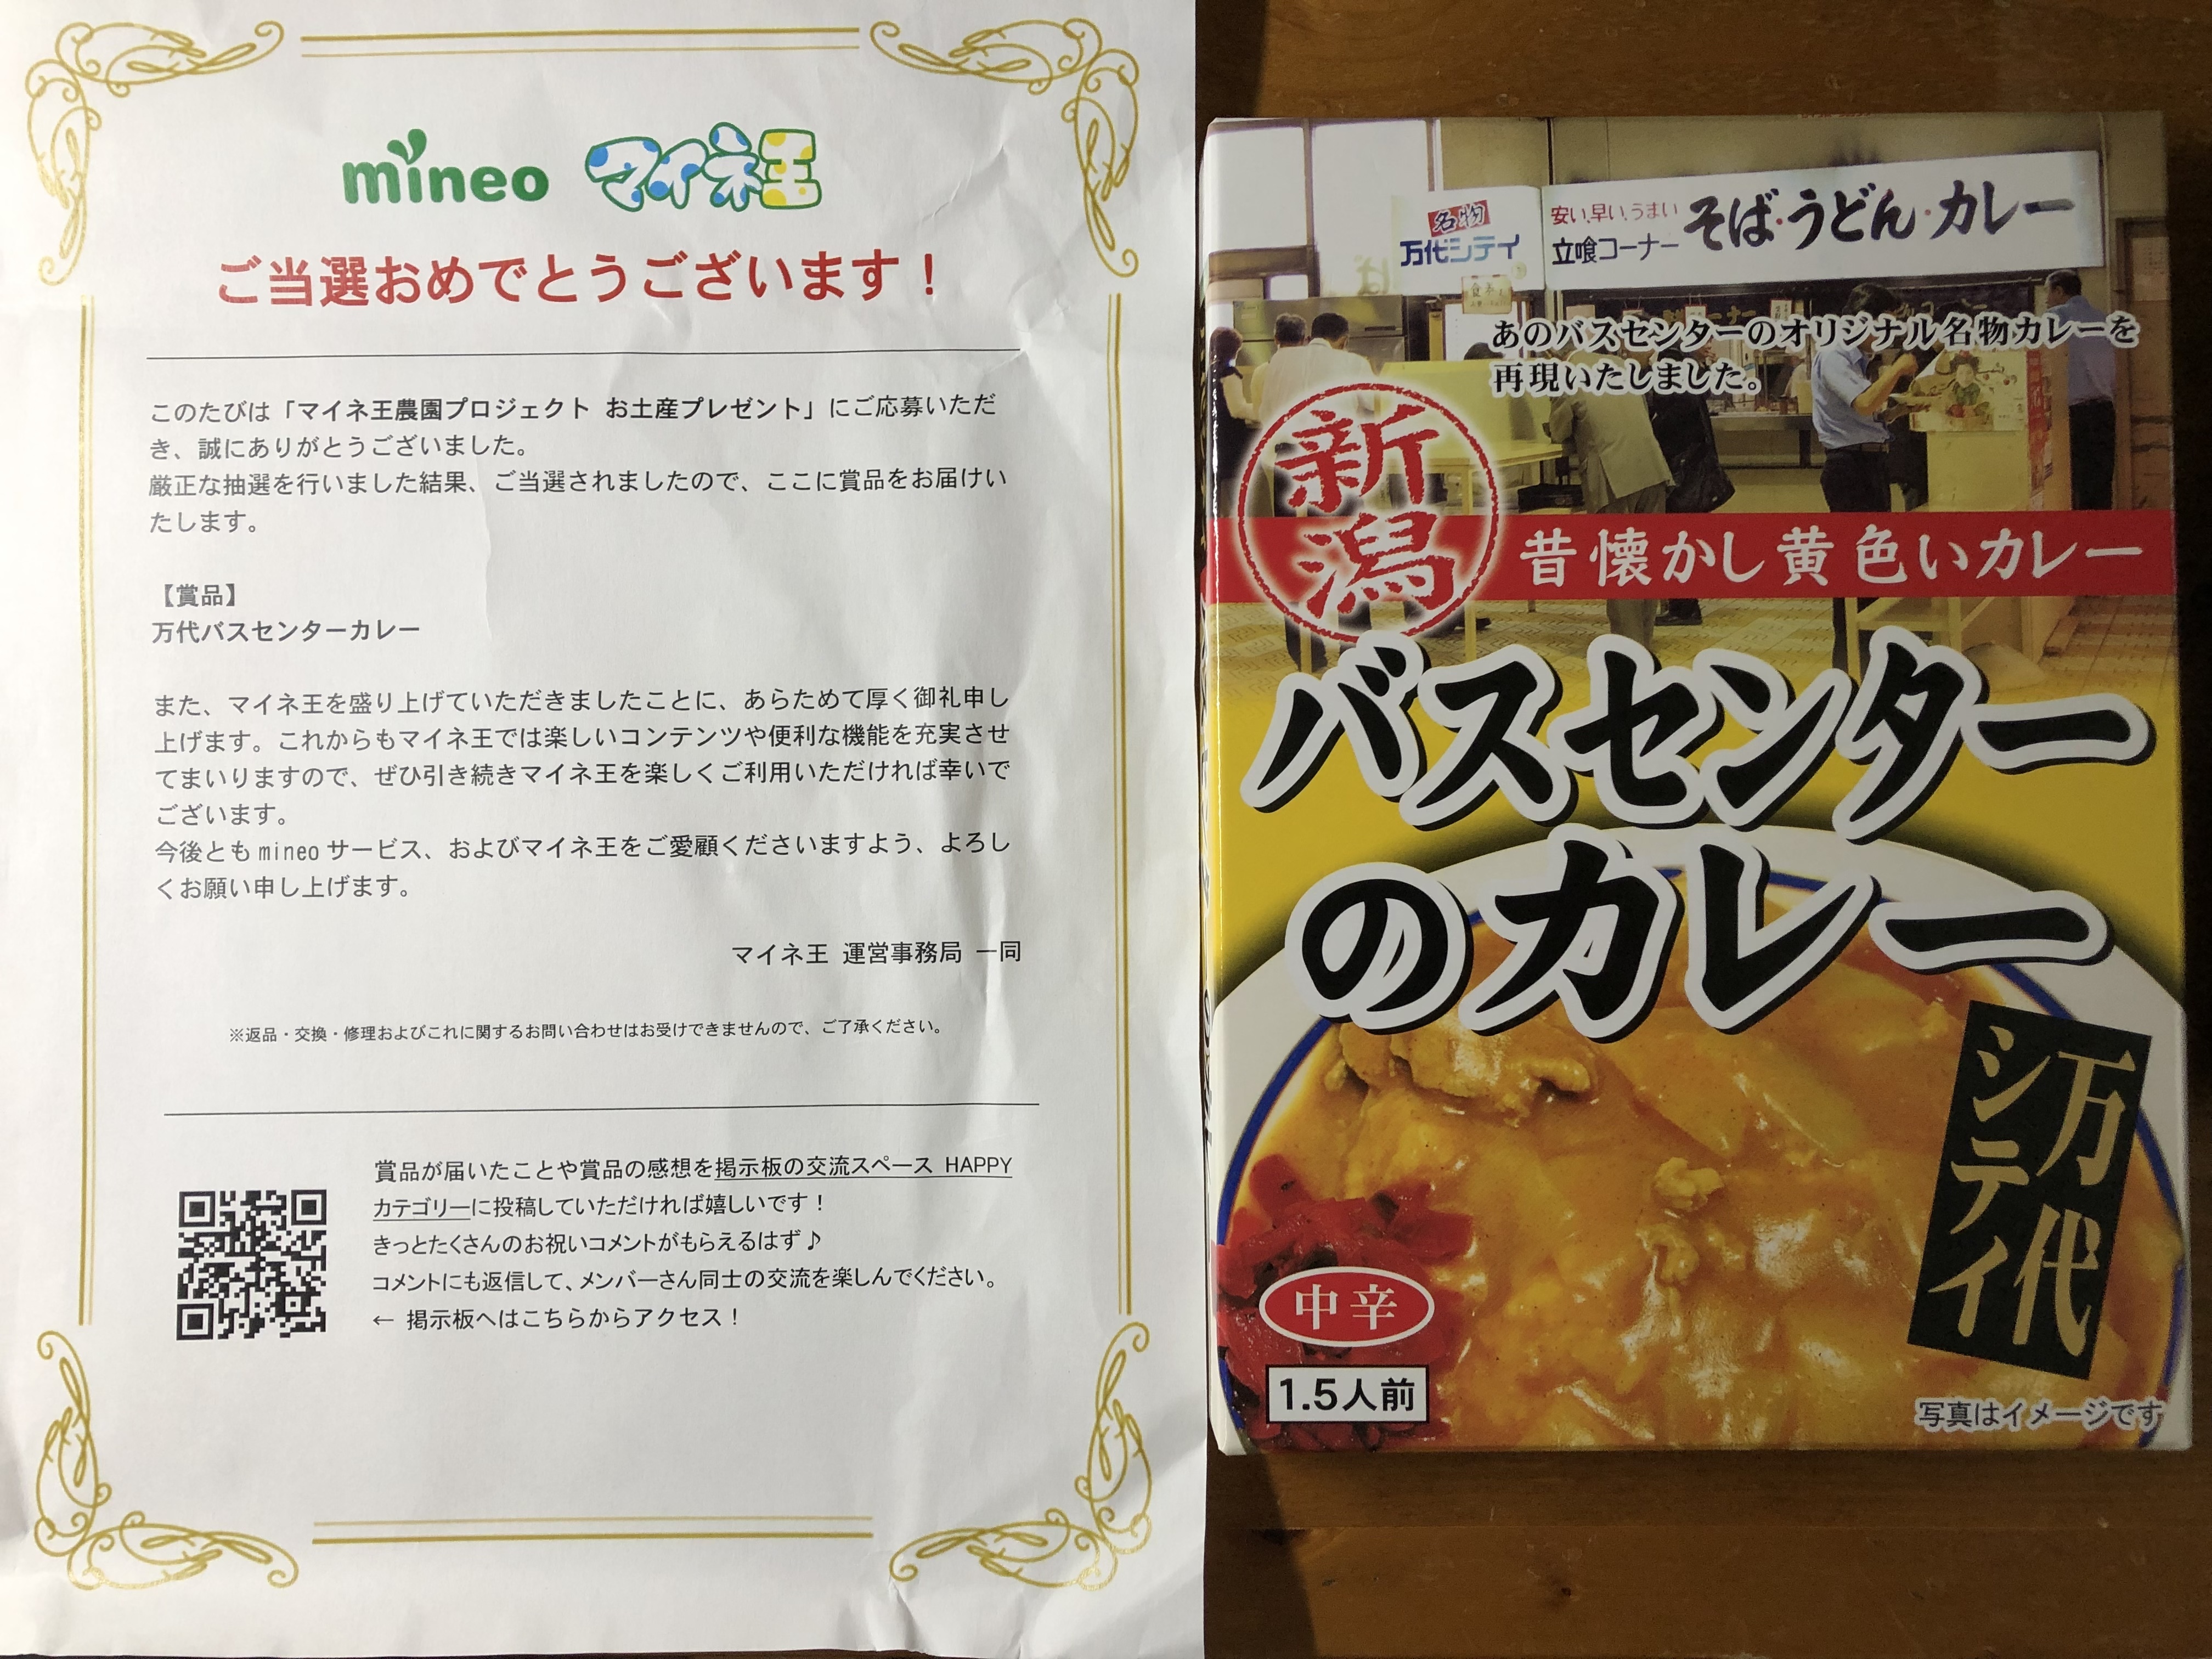 mineo マイネ王
ご当選おめでとうございます！
このたびは「マイネ王農園プロジェクト お土産プレゼント」にご応募いただ
き、誠にありがとうございました。
厳正な抽選を行いました結果、ご当選されましたので、ここに賞品をお届けい
たします。
【賞品】
万代バスセンターカレー
また、マイネ王を盛り上げていただきましたことに、あらためて厚く御礼申し
上げます。これからもマイネ王では楽しいコンテンツや便利な機能を充実させ
てまいりますので、ぜひ引き続きマイネ王を楽しくご利用いただければ幸いで
ございます。
今後とも mineo サービス、およびマイネ王をご愛顧くださいますよう、よろし
くお願い申し上げます。
マイネ王 運営事務局 一同
※返品・交換・修理およびこれに関するお問い合わせはお受けできませんので、ご了承ください。
賞品が届いたことや賞品の感想を掲示板の交流スペース HAPPY
カテゴリーに投稿していただければ嬉しいです！
きっとたくさんのお祝いコメントがもらえるはず♪
コメントにも返信して、メンバーさん同士の交流を楽しんでください。
← 掲示板へはこちらからアクセス！
名物
万代シテイ
安い、早い、うまい
立喰コーナー
そば・うどん・カレー
あのバスセンターのオリジナル名物カレーを
再現いたしました。
新潟
昔懐かし黄色いカレー
バスセンター
のカレー
万代
シテイ
中辛
1.5人前
写真はイメージです